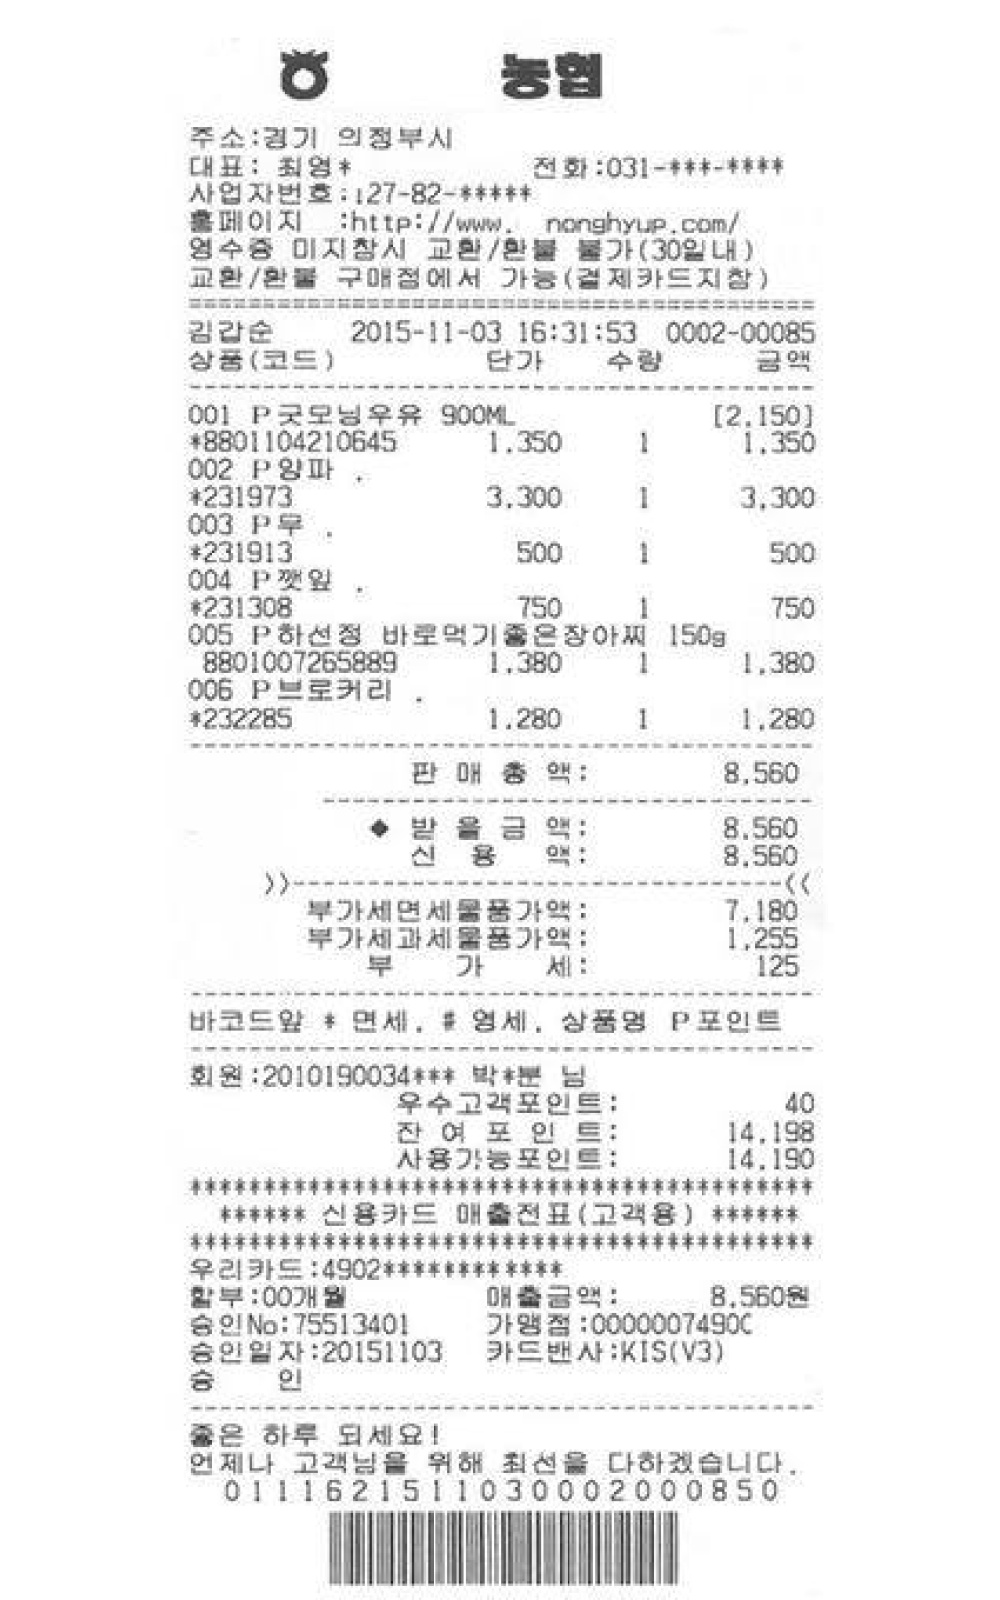 농협
주소:경기 의정부시
대표: 최영* 전화:031-***-****
사업자번호:127-82-*****
홈페이지 :http://www. nonghyup.com/
영수증 미지참시 교환/환불 불가(30일내)
교환/환불 구매점에서 가능(결제카드지참)
==========================================
김갑순 2015-11-03 16:31:53 0002-00085
상품(코드) 단가 수량 금액
------------------------------------------
001 P굿모닝우유 900ML [2,150]
*8801104210645 1,350 1 1,350
002 P양파 .
*231973 3,300 1 3,300
003 P무 .
*231913 500 1 500
004 P깻잎 .
*231308 750 1 750
005 P하선정 바로먹기좋은장아찌 150g
8801007265889 1,380 1 1,380
006 P브로커리 .
*232285 1,280 1 1,280
------------------------------------------
판 매 총 액: 8,560
---------------------------------
◆ 받 을 금 액: 8,560
신 용 액: 8,560
>>----------------------------------<<
부가세면세물품가액: 7,180
부가세과세물품가액: 1,255
부 가 세: 125
------------------------------------------
바코드앞 * 면세, # 영세, 상품명 P포인트
------------------------------------------
회원:2010190034*** 박*분 님
우수고객포인트: 40
잔 여 포 인 트: 14,198
사용가능포인트: 14,190
******************************************
****** 신용카드 매출전표(고객용) ******
******************************************
우리카드:4902************
할부:00개월 매출금액: 8,560원
승인No:75513401 가맹점:00000074900
승인일자:20151103 카드밴사:KIS(V3)
승 인
------------------------------------------
좋은 하루 되세요!
언제나 고객님을 위해 최선을 다하겠습니다.
0111621511030002000850